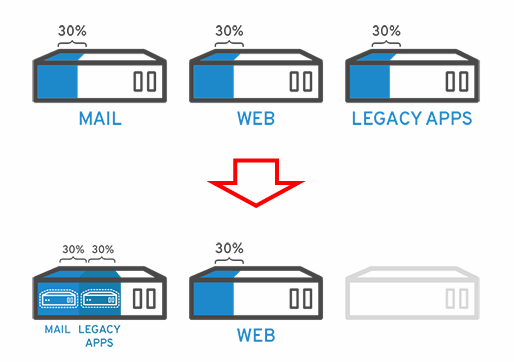 30% 30% 30%
MAIL WEB LEGACY APPS
30% 30% 30%
MAIL LEGACY
APPS
WEB